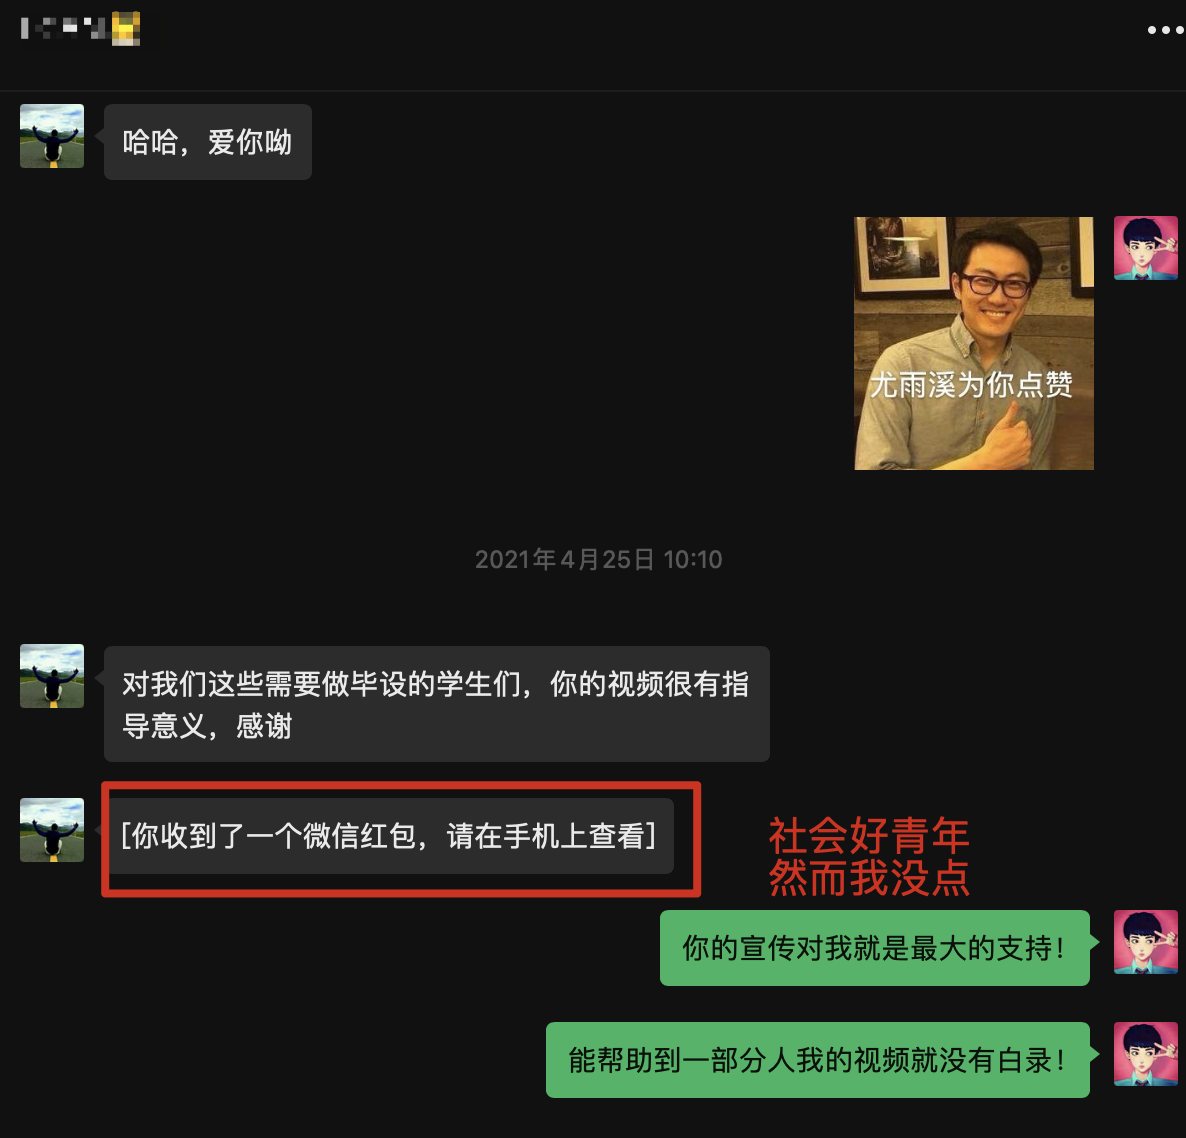 哈哈，爱你呦
尤雨溪为你点赞
2021年4月25日 10:10
对我们这些需要做毕设的学生们，你的视频很有指
导意义，感谢
[你收到了一个微信红包，请在手机上查看]
社会好青年
然而我没点
你的宣传对我就是最大的支持！
能帮助到一部分人我的视频就没有白录！